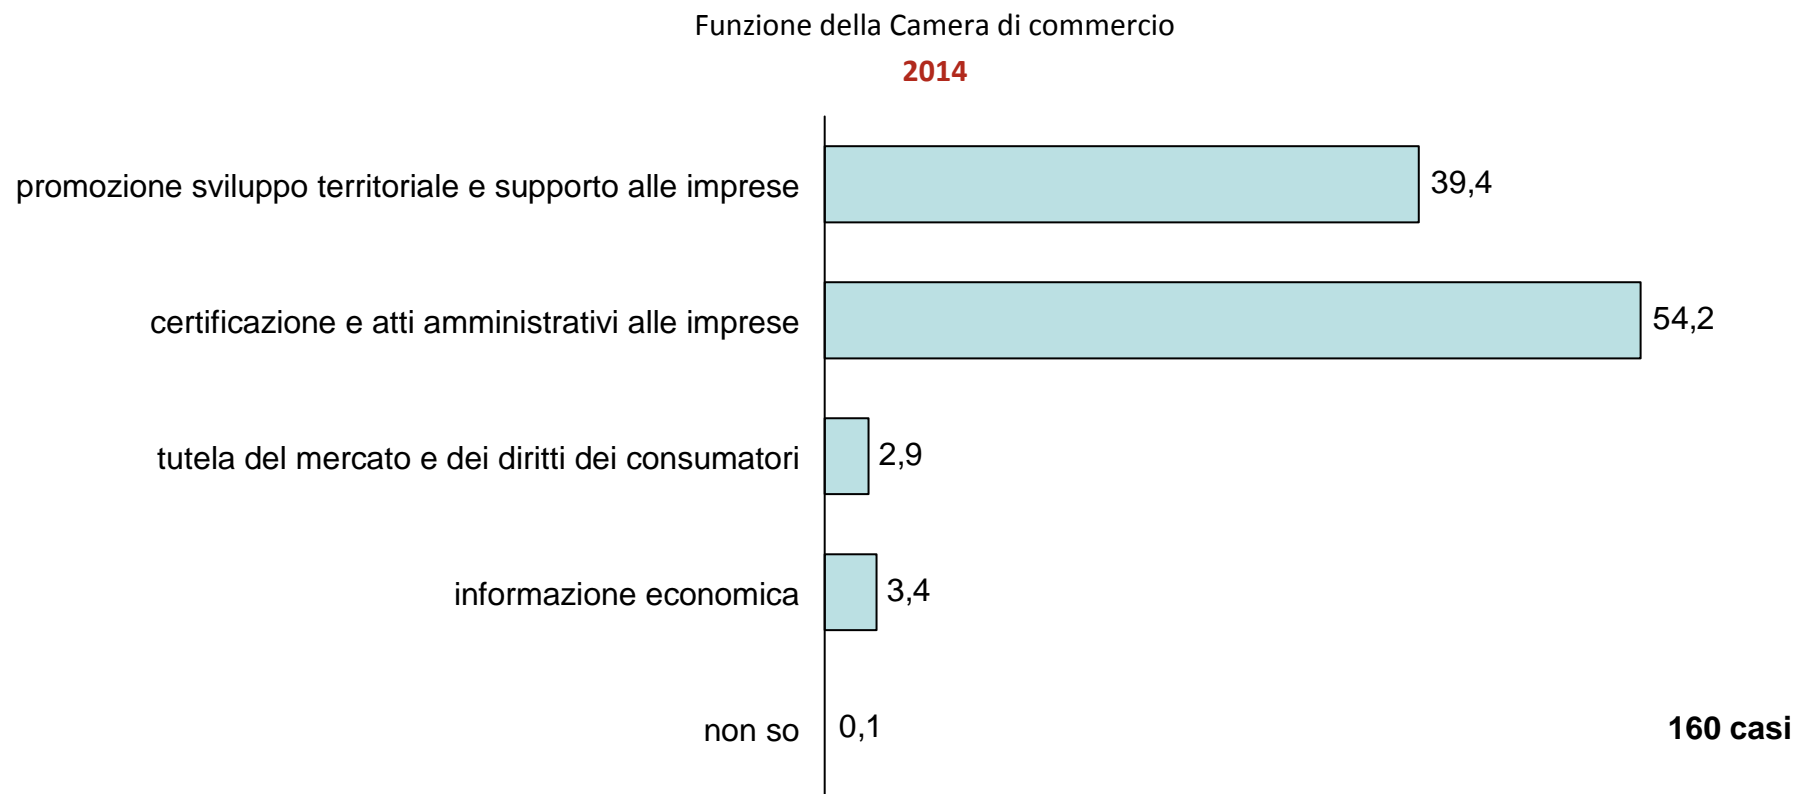 Funzione della Camera di commercio
2014
promozione sviluppo territoriale e supporto alle imprese 39,4
certificazione e atti amministrativi alle imprese 54,2
tutela del mercato e dei diritti dei consumatori 2,9
informazione economica 3,4
non so 0,1 160 casi